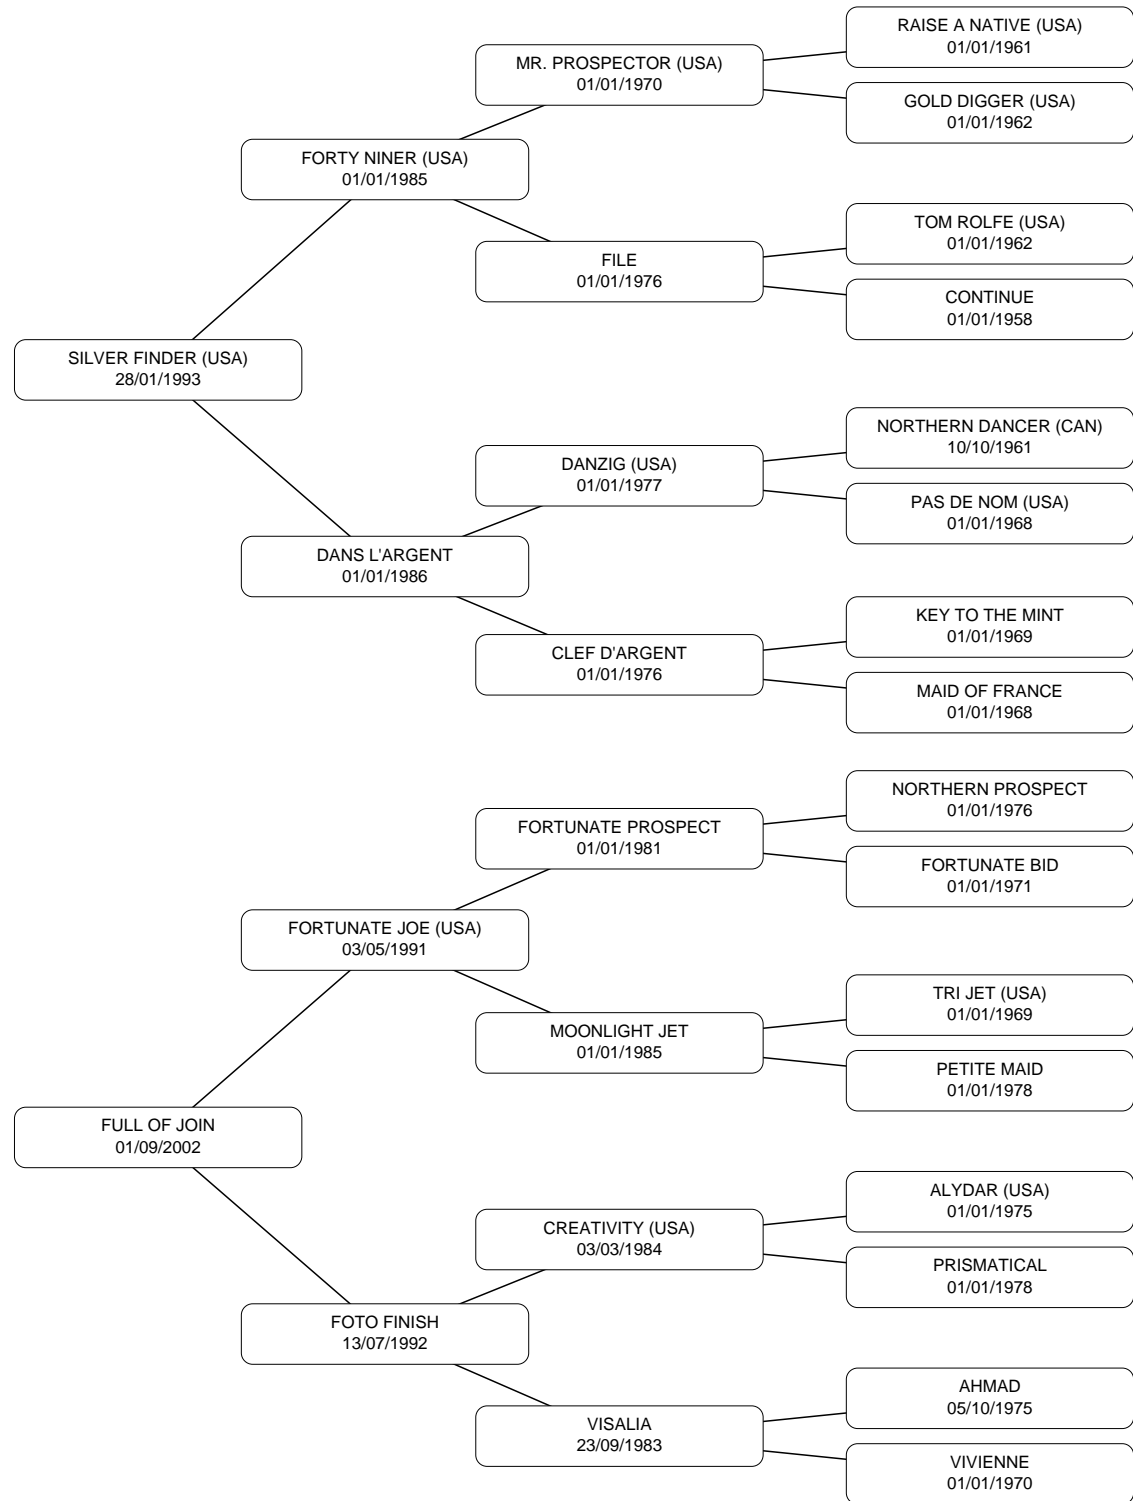 RAISE A NATIVE (USA)
01/01/1961
MR. PROSPECTOR (USA)
01/01/1970
GOLD DIGGER (USA)
01/01/1962
FORTY NINER (USA)
01/01/1985
TOM ROLFE (USA)
01/01/1962
FILE
01/01/1976
CONTINUE
01/01/1958
SILVER FINDER (USA)
28/01/1993
NORTHERN DANCER (CAN)
10/10/1961
DANZIG (USA)
01/01/1977
PAS DE NOM (USA)
01/01/1968
DANS L'ARGENT
01/01/1986
KEY TO THE MINT
01/01/1969
CLEF D'ARGENT
01/01/1976
MAID OF FRANCE
01/01/1968
NORTHERN PROSPECT
01/01/1976
FORTUNATE PROSPECT
01/01/1981
FORTUNATE BID
01/01/1971
FORTUNATE JOE (USA)
03/05/1991
TRI JET (USA)
01/01/1969
MOONLIGHT JET
01/01/1985
PETITE MAID
01/01/1978
FULL OF JOIN
01/09/2002
ALYDAR (USA)
01/01/1975
CREATIVITY (USA)
03/03/1984
PRISMATICAL
01/01/1978
FOTO FINISH
13/07/1992
AHMAD
05/10/1975
VISALIA
23/09/1983
VIVIENNE
01/01/1970